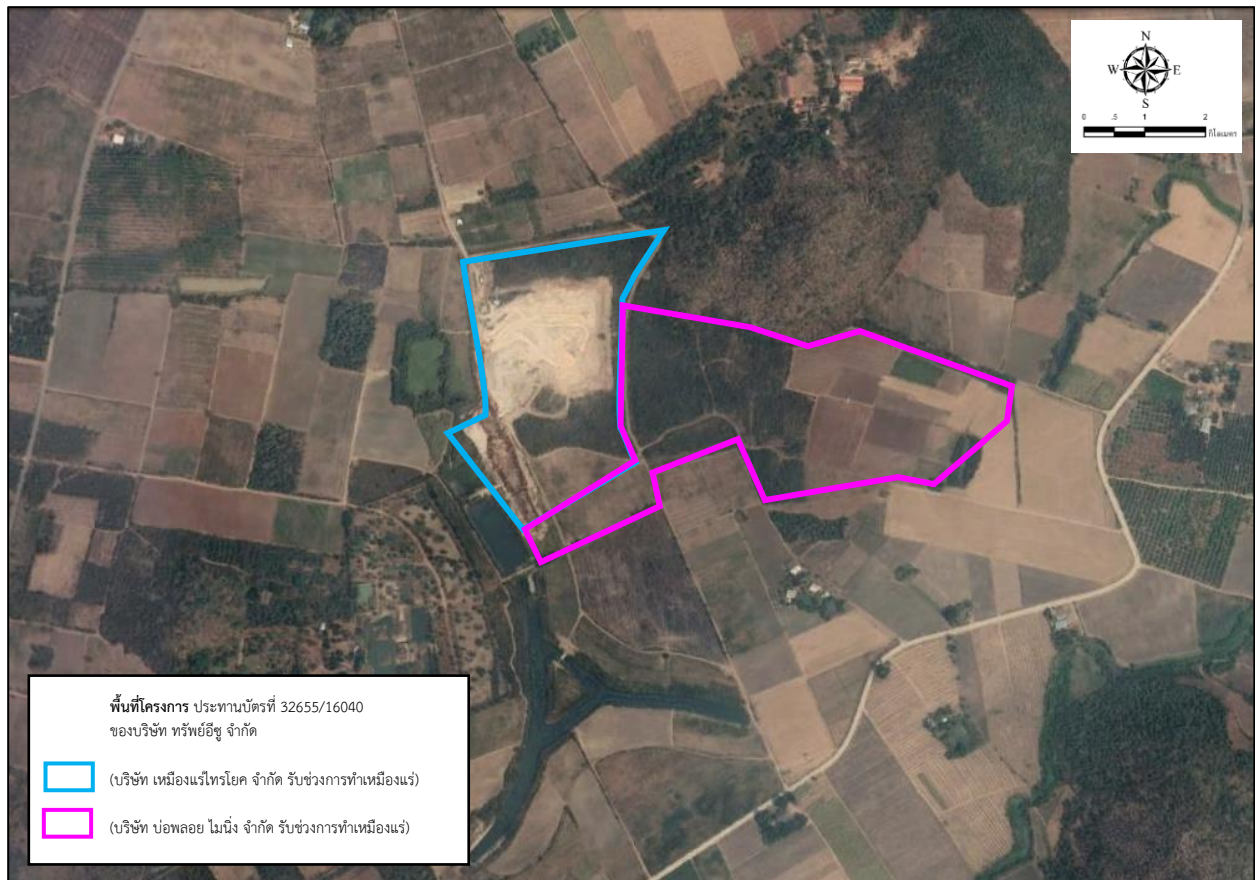 N
W E
S
0 .5 1 2
กิโลเมตร
พื้นที่โครงการ ประทานบัตรที่ 32655/16040
ของบริษัท ทรัพย์อีซู จำกัด
(บริษัท เหมืองแร่ไทรโยค จำกัด รับช่วงการทำเหมืองแร่)
(บริษัท บ่อพลอย ไมนิ่ง จำกัด รับช่วงการทำเหมืองแร่)